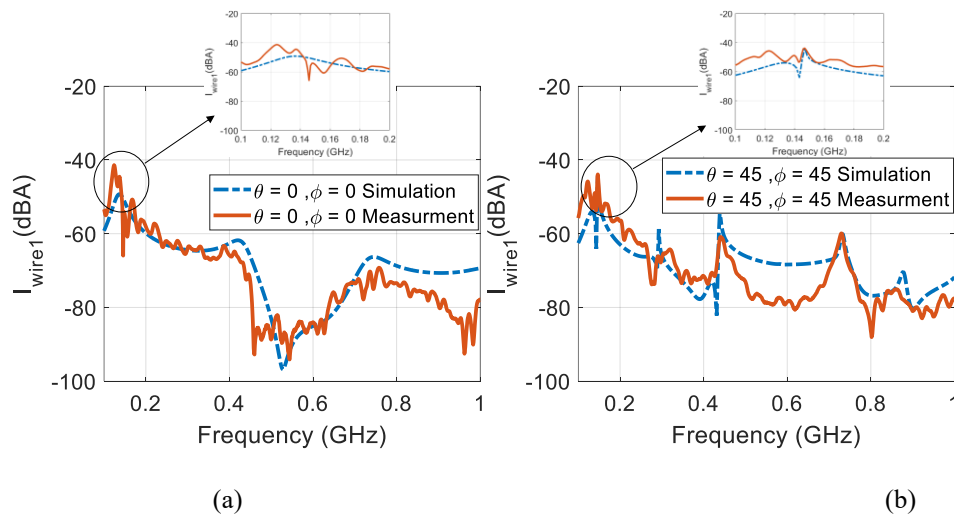 -20
-40
-60
-80
-100
I_wire1 (dBA)
0.1 0.12 0.14 0.16 0.18 0.2
Frequency (GHz)
-20
-40
-60
-80
-100
I_wire1 (dBA)
θ = 0 ,ϕ = 0 Simulation
θ = 0 ,ϕ = 0 Measurment
0.2 0.4 0.6 0.8 1
Frequency (GHz)
(a)
-20
-40
-60
-80
-100
I_wire1 (dBA)
0.1 0.12 0.14 0.16 0.18 0.2
Frequency (GHz)
-20
-40
-60
-80
-100
I_wire1 (dBA)
θ = 45 ,ϕ = 45 Simulation
θ = 45 ,ϕ = 45 Measurment
0.2 0.4 0.6 0.8 1
Frequency (GHz)
(b)